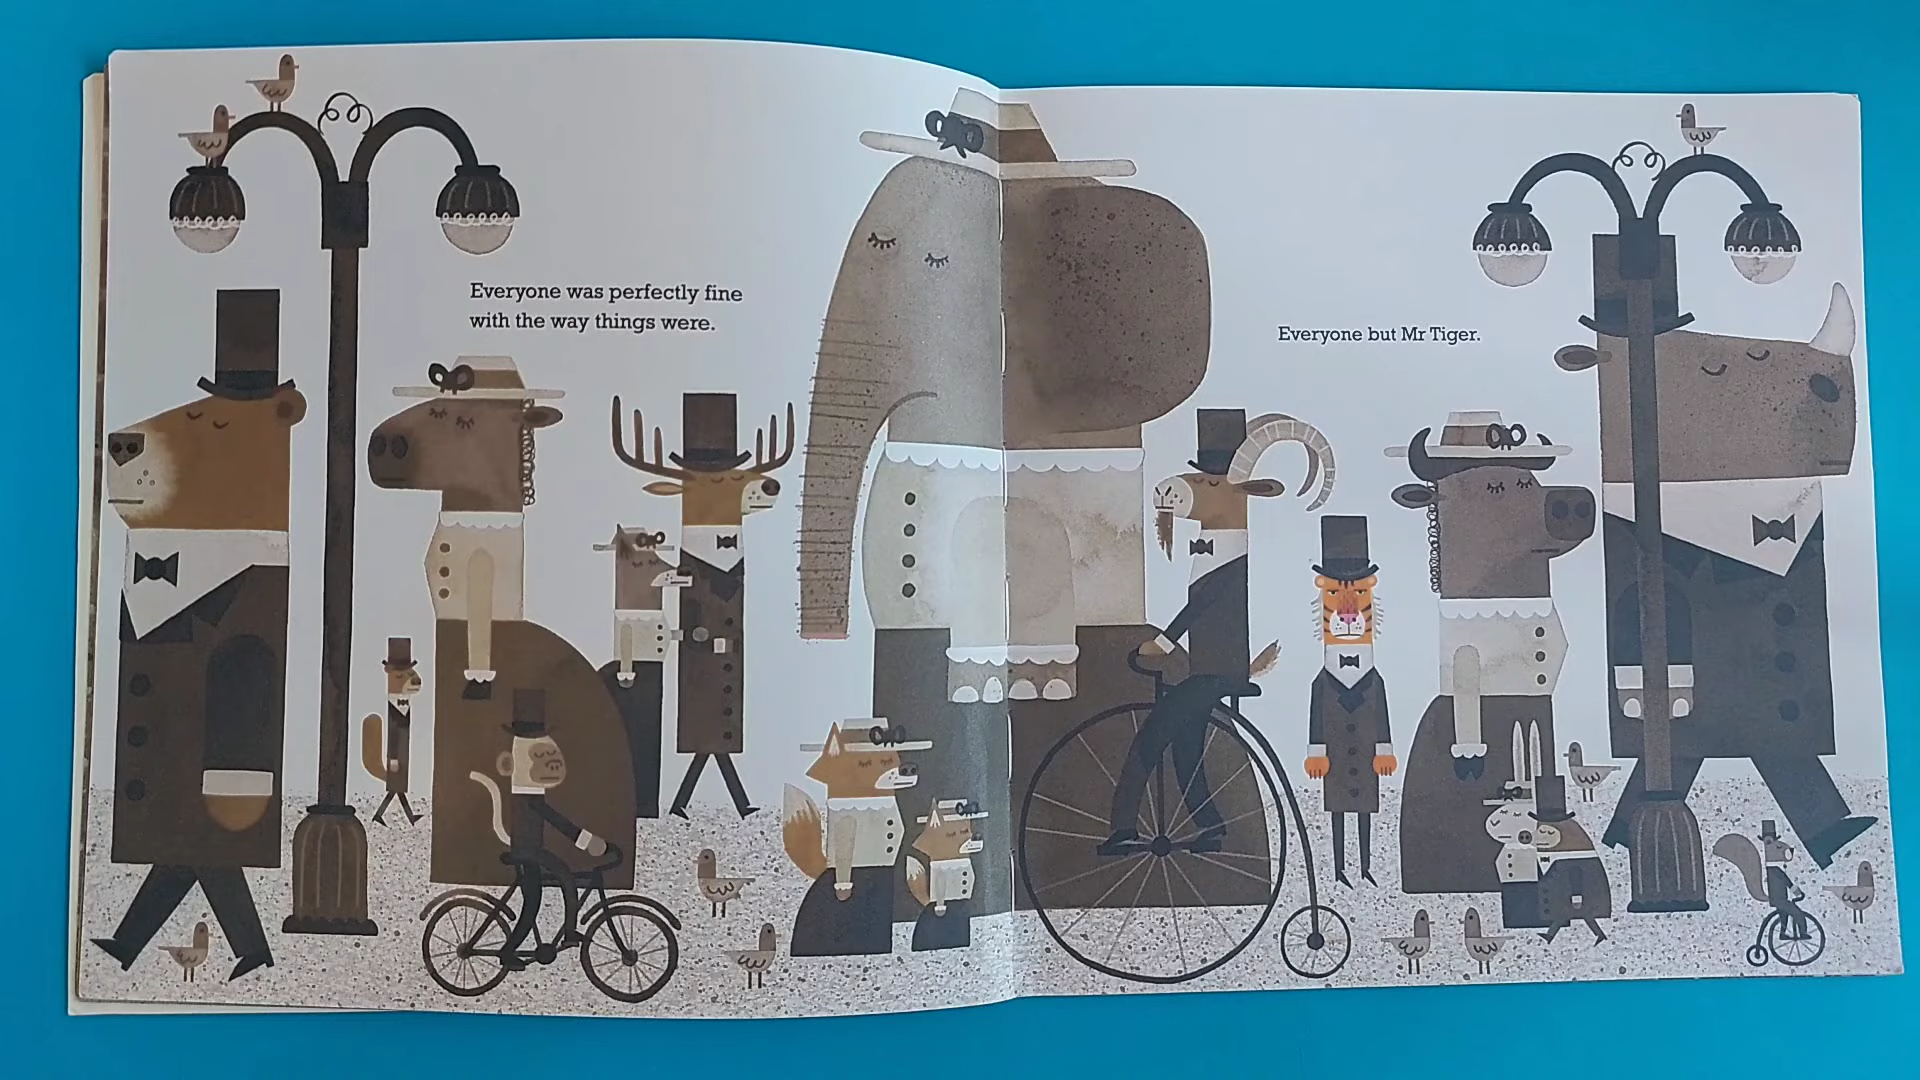 Everyone was perfectly fine
with the way things were.
Everyone but Mr Tiger.